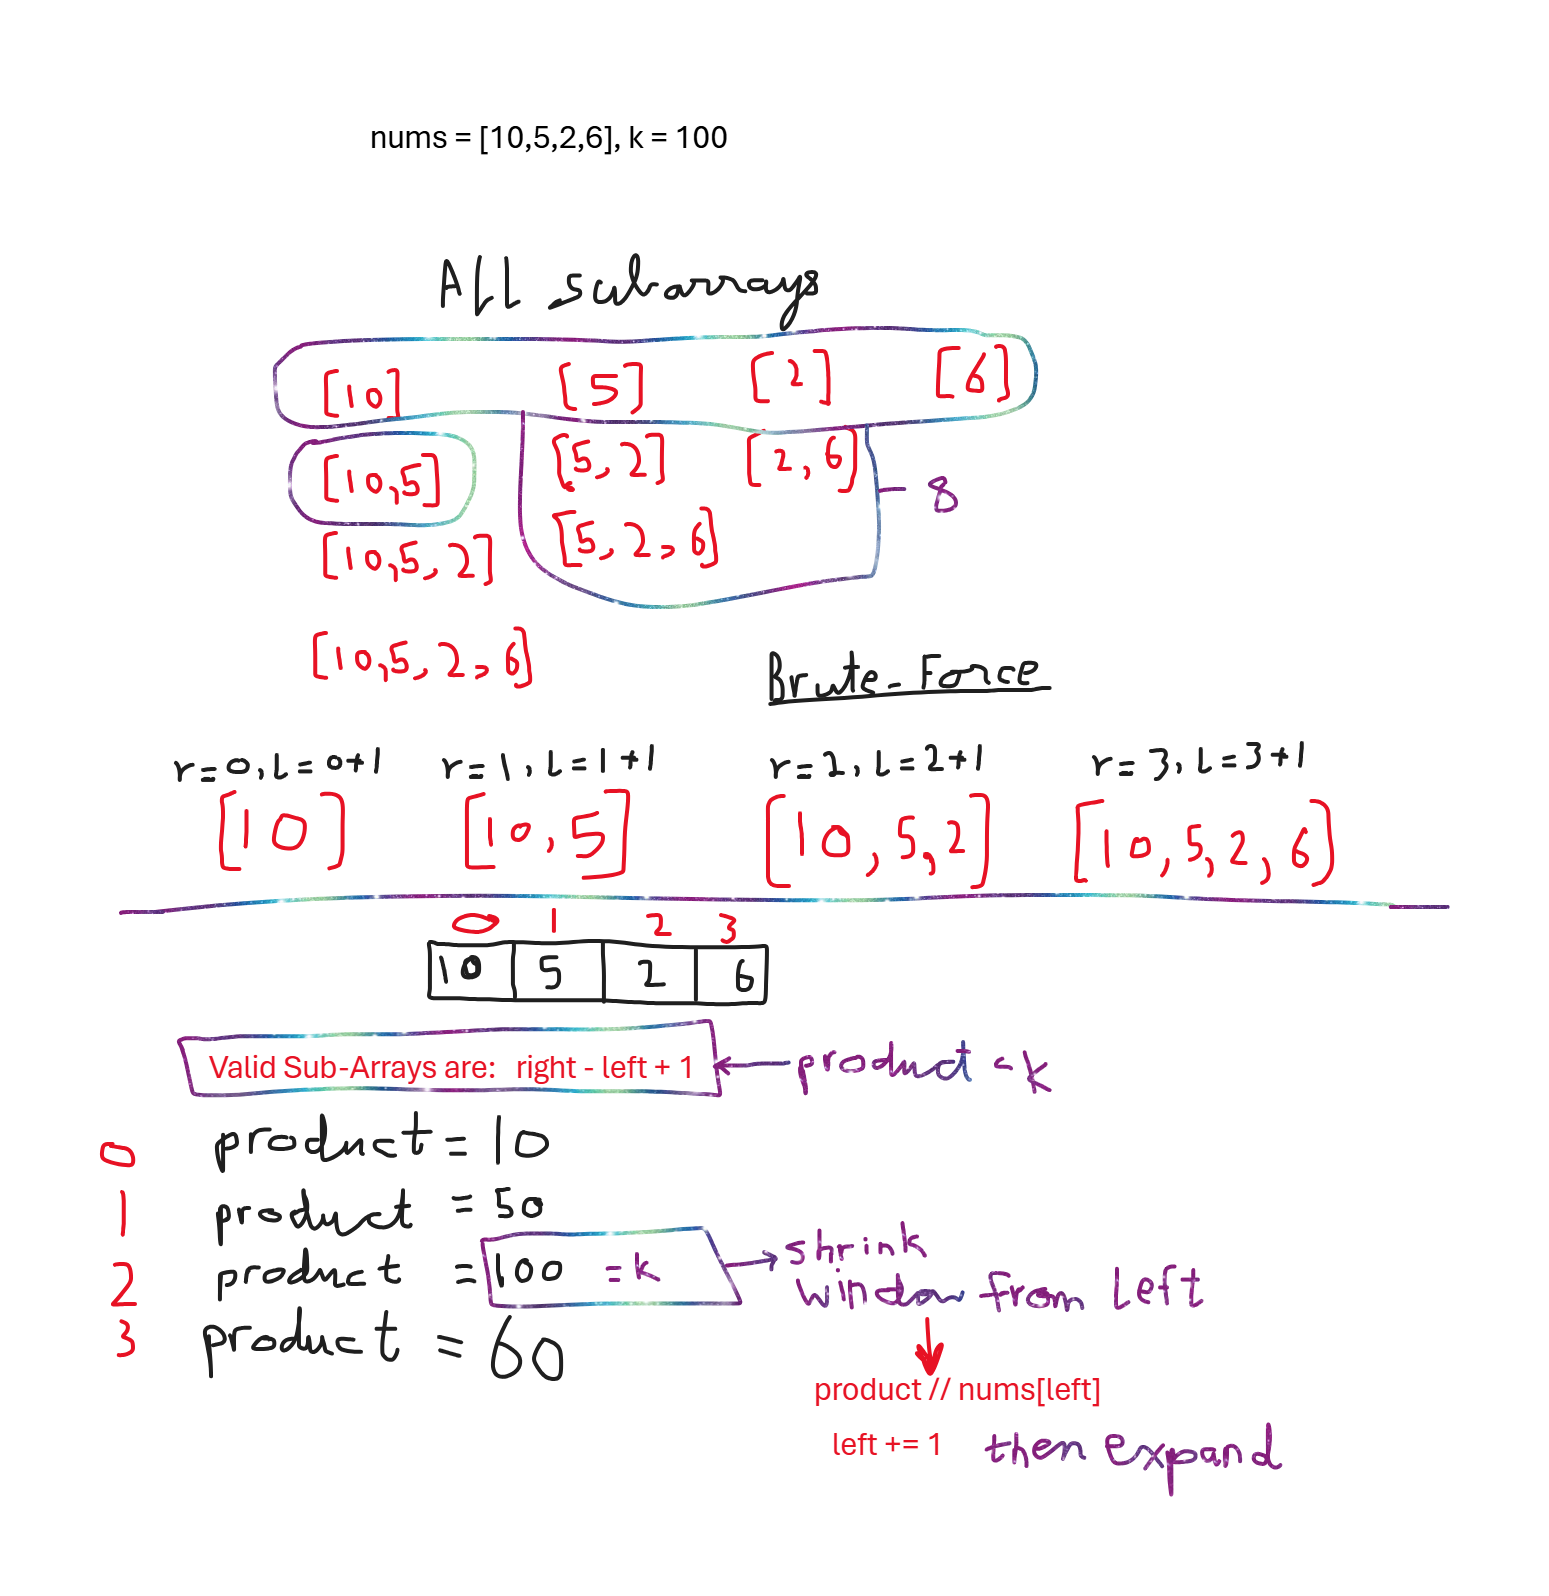 nums = [10,5,2,6], k = 100
All subarrays
[10] [5] [2] [6]
[10,5] [5,2] [2,6] - 8
[10,5,2] [5,2,6]
[10,5,2,6]
Brute-Force
r=0,l=0+1 r=1,l=1+1 r=2,l=2+1 r=3,l=3+1
[10] [10,5] [10,5,2] [10,5,2,6]
0 1 2 3
10 5 2 6
Valid Sub-Arrays are: right - left + 1 product < k
0 product = 10
1 product = 50
2 product = 100 = k shrink
window from left
3 product = 60
product // nums[left]
left += 1 then expand